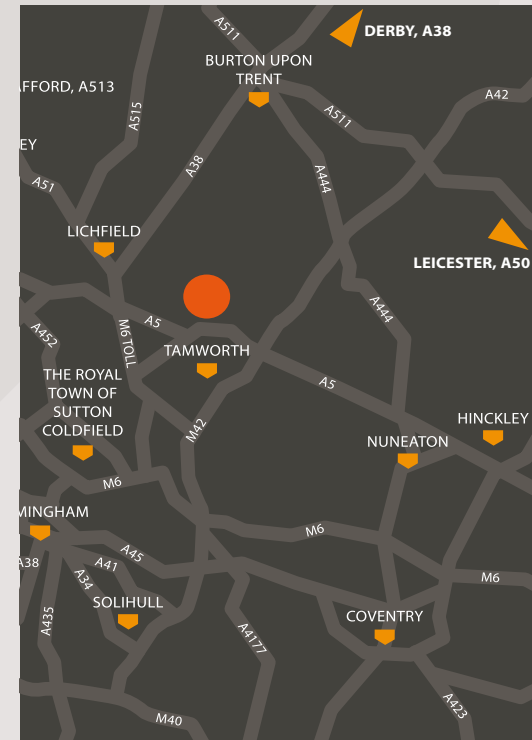 A511
DERBY, A38
BURTON UPON
TRENT
FFORD, A513
A42
A515
A511
EY
A38
A444
A51
LICHFIELD
LEICESTER, A50
A444
A5
A452
M6 TOLL
TAMWORTH
THE ROYAL
TOWN OF
SUTTON
COLDFIELD
A5
HINCKLEY
M42
NUNEATON
M6
MINGHAM
M6
A45
A38
A41
A34
M6
SOLIHULL
COVENTRY
A435
A4177
A423
M40